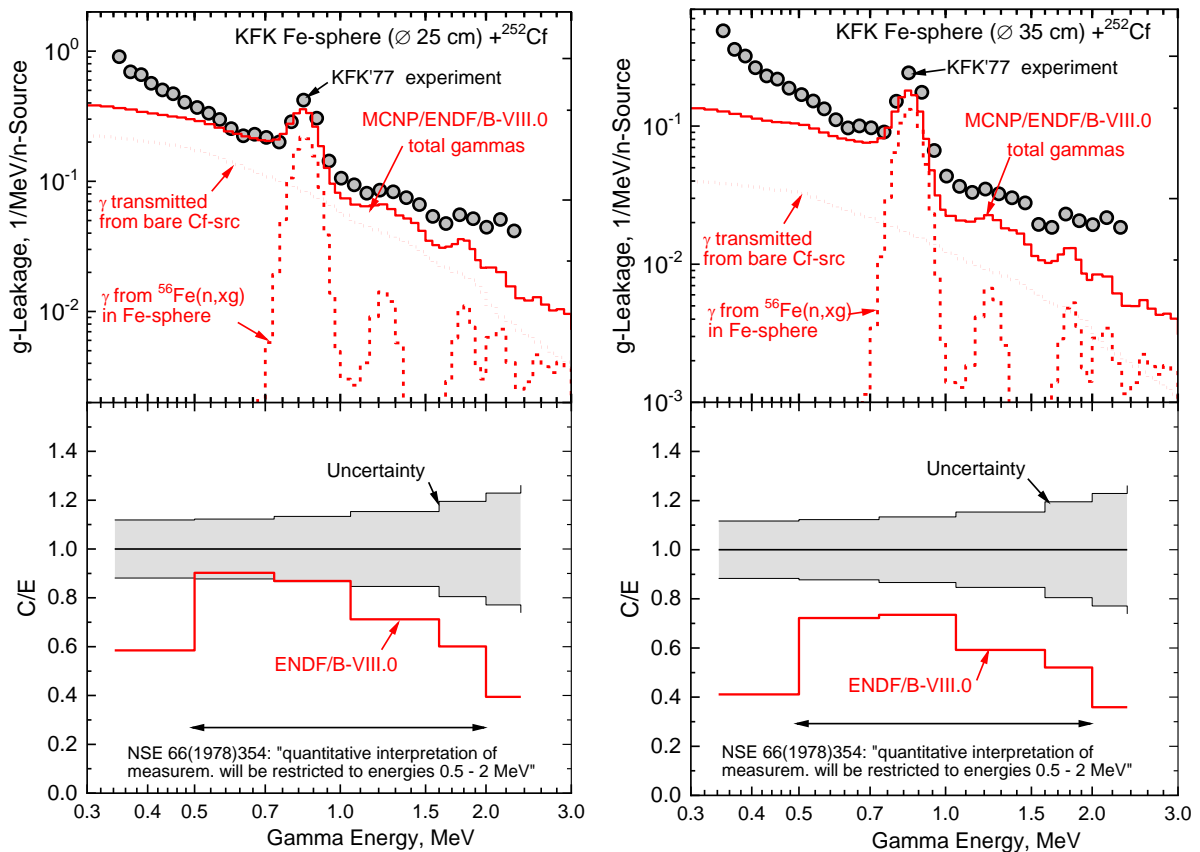 KFK Fe-sphere (∅ 25 cm) +²⁵²Cf
KFK'77 experiment
MCNP/ENDF/B-VIII.0
total gammas
γ transmitted
from bare Cf-src
γ from ⁵⁶Fe(n,xg)
in Fe-sphere
g-Leakage, 1/MeV/n-Source
10⁰
10⁻¹
10⁻²
Uncertainty
ENDF/B-VIII.0
NSE 66(1978)354: "quantitative interpretation of
measurem. will be restricted to energies 0.5 - 2 MeV"
C/E
1.4
1.2
1.0
0.8
0.6
0.4
0.2
0.0
0.3 0.5 0.7 1.0 1.5 2.0 3.0
Gamma Energy, MeV
KFK Fe-sphere (∅ 35 cm) +²⁵²Cf
KFK'77 experiment
MCNP/ENDF/B-VIII.0
total gammas
γ transmitted
from bare Cf-src
γ from ⁵⁶Fe(n,xg)
in Fe-sphere
g-Leakage, 1/MeV/n-Source
10⁻¹
10⁻²
10⁻³
Uncertainty
ENDF/B-VIII.0
NSE 66(1978)354: "quantitative interpretation of
measurem. will be restricted to energies 0.5 - 2 MeV"
C/E
1.4
1.2
1.0
0.8
0.6
0.4
0.2
0.0
0.3 0.5 0.7 1.0 1.5 2.0 3.0
Gamma Energy, MeV